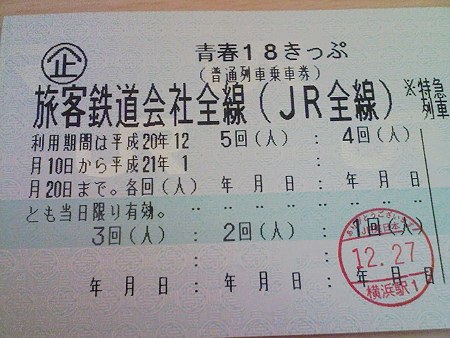 企 青春18きっぷ
(普通列車乗車券)
旅客鉄道会社全線(JR全線) ※特急
列車
利用期間は平成20年12 5回(人) : 4回(人)
月10日から平成21年 1
月20日まで。各回(人) 年 月 日 : 年 月 日
とも当日限り有効。
3回(人) : 2回(人) : 1回(人)
年 月 日 : 年 月 日 : 年 月 日
12.27
横浜駅1